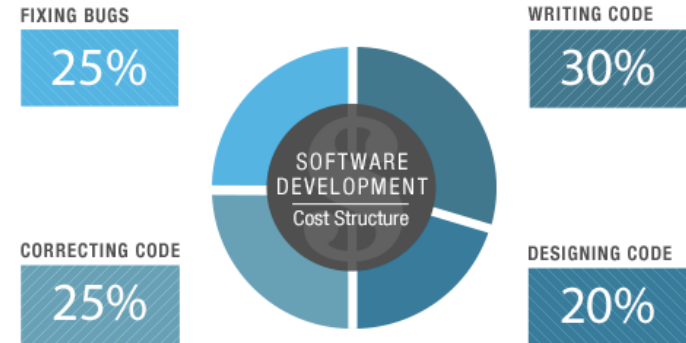 FIXING BUGS
25%
WRITING CODE
30%
$
SOFTWARE
DEVELOPMENT
Cost Structure
CORRECTING CODE
25%
DESIGNING CODE
20%